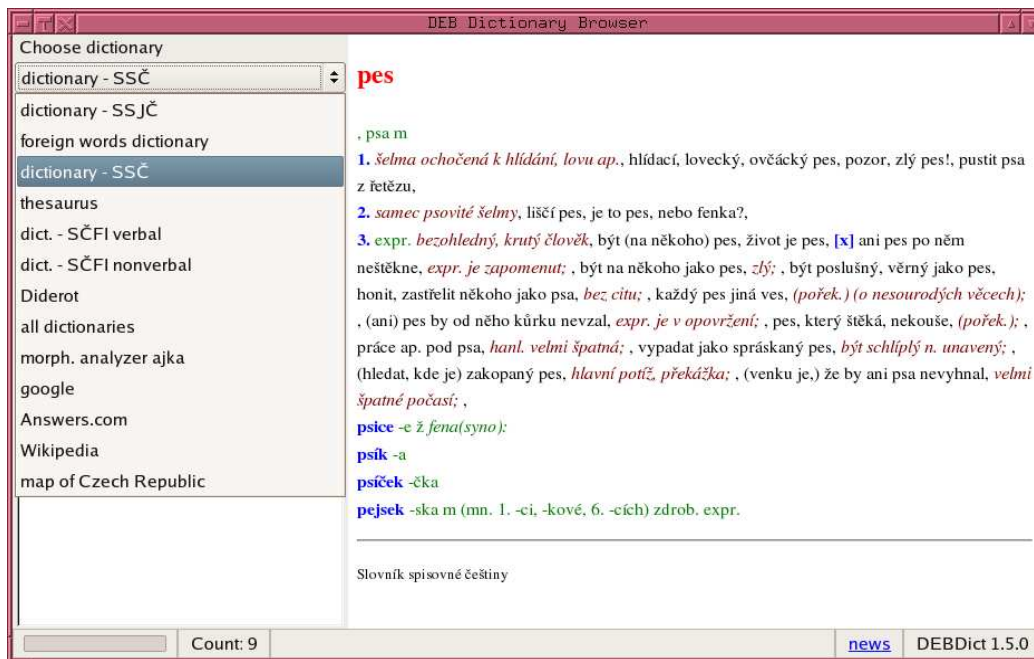 DEB Dictionary Browser
Choose dictionary
dictionary - SSČ
dictionary - SSJČ
foreign words dictionary
dictionary - SSČ
thesaurus
dict. - SČFI verbal
dict. - SČFI nonverbal
Diderot
all dictionaries
morph. analyzer ajka
google
Answers.com
Wikipedia
map of Czech Republic
pes
, psa m
1. šelma ochočená k hlídání, lovu ap., hlídací, lovecký, ovčácký pes, pozor, zlý pes!, pustit psa
z řetězu,
2. samec psovité šelmy, liščí pes, je to pes, nebo fenka?,
3. expr. bezohledný, krutý člověk, být (na někoho) pes, život je pes, [x] ani pes po něm
neštěkne, expr. je zapomenut; , být na někoho jako pes, zlý; , být poslušný, věrný jako pes,
honit, zastřelit někoho jako psa, bez citu; , každý pes jiná ves, (pořek.) (o nesourodých věcech);
, (ani) pes by od něho kůrku nevzal, expr. je v opovržení; , pes, který štěká, nekouše, (pořek.); ,
práce ap. pod psa, hanl. velmi špatná; , vypadat jako spráskaný pes, být schlíplý n. unavený; ,
(hledat, kde je) zakopaný pes, hlavní potíž, překážka; , (venku je,) že by ani psa nevyhnal, velmi
špatné počasí; ,
psice -e ž fena(syno):
psík -a
psíček -čka
pejsek -ska m (mn. 1. -ci, -kové, 6. -cích) zdrob. expr.
Slovník spisovné češtiny
Count: 9
news
DEBDict 1.5.0